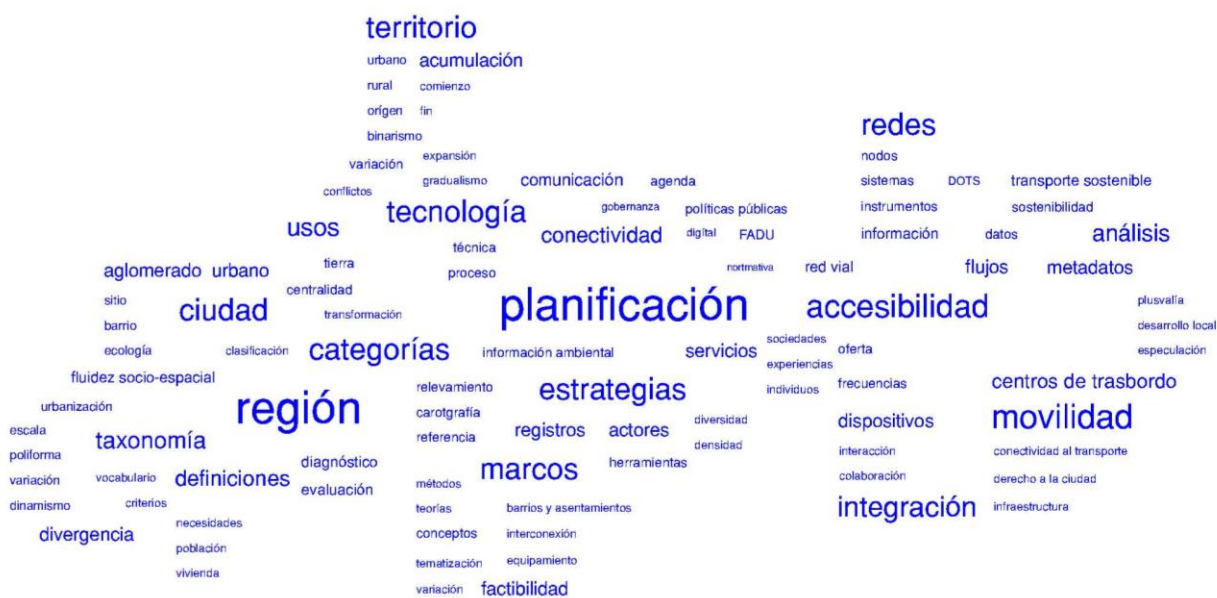 territorio
urbano acumulación
rural comienzo
orígen fin
binarismo
redes
variación expansión
nodos
conflictos gradualismo comunicación agenda
sistemas DOTS transporte sostenible
tecnología gobernanza políticas públicas
instrumentos sostenibilidad
usos conectividad digital FADU
información datos análisis
técnica
aglomerado urbano tierra proceso nortmativa red vial flujos metadatos
sitio centralidad
ciudad planificación accesibilidad plusvalía
barrio transformación
desarrollo local
ecología clasificación categorías información ambiental servicios sociedades oferta especulación
experiencias
fluidez socio-espacial relevamiento estrategias individuos frecuencias centros de trasbordo
urbanización región carotgrafía
escala referencia registros actores diversidad dispositivos movilidad
taxonomía densidad
poliforma diagnóstico marcos herramientas interacción conectividad al transporte
variación vocabulario definiciones evaluación métodos colaboración derecho a la ciudad
dinamismo criterios teorías barrios y asentamientos integración infraestructura
divergencia necesidades conceptos interconexión
población
tematización equipamiento
vivienda
variación factibilidad